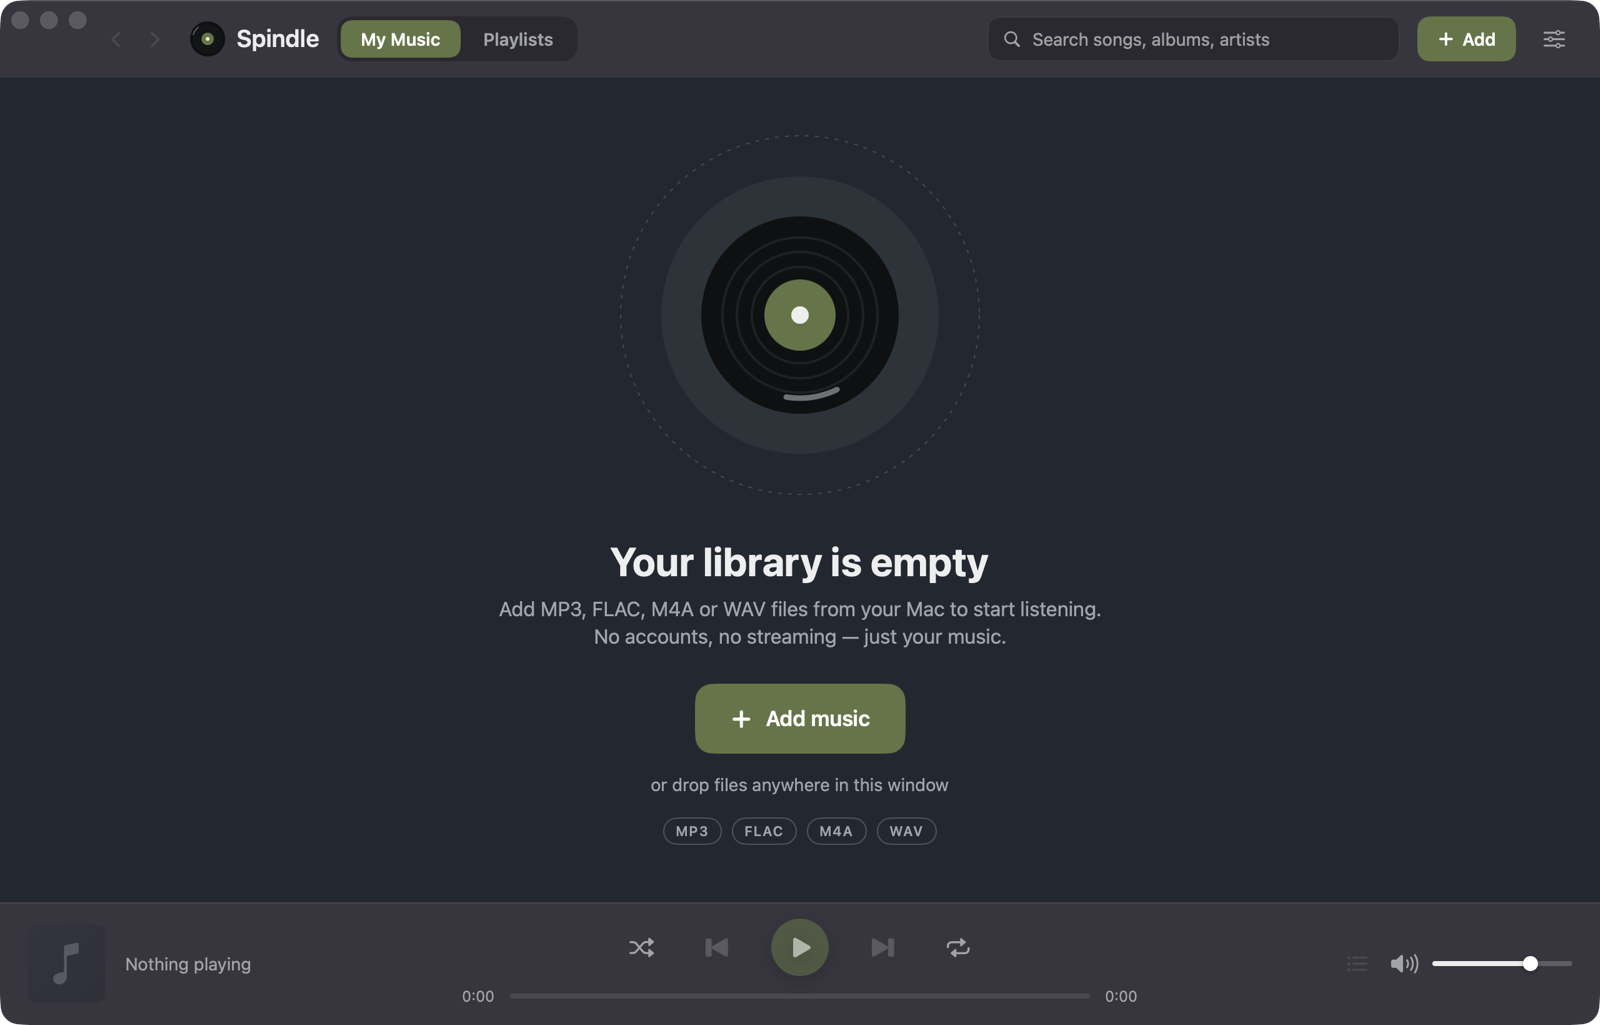 Spindle
My Music
Playlists
Search songs, albums, artists
+ Add
Your library is empty
Add MP3, FLAC, M4A or WAV files from your Mac to start listening.
No accounts, no streaming — just your music.
+ Add music
or drop files anywhere in this window
MP3
FLAC
M4A
WAV
Nothing playing
0:00
0:00